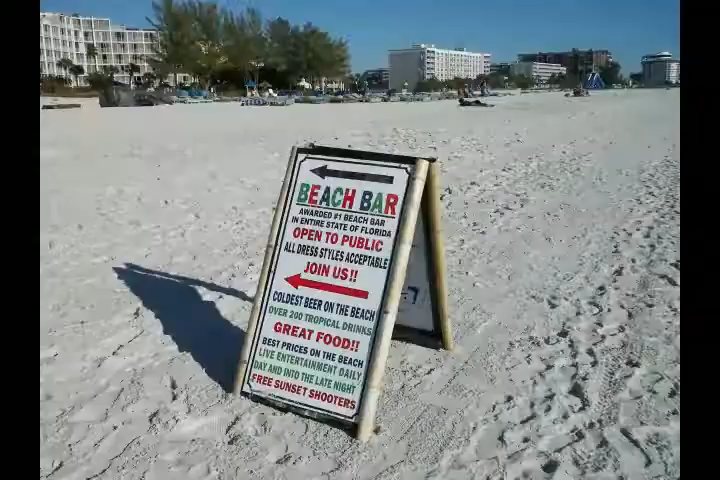 BEACH BAR
AWARDED #1 BEACH BAR
IN ENTIRE STATE OF FLORIDA
OPEN TO PUBLIC
ALL DRESS STYLES ACCEPTABLE
JOIN US!!
COLDEST BEER ON THE BEACH
OVER 200 TROPICAL DRINKS
GREAT FOOD!!
BEST PRICES ON THE BEACH
LIVE ENTERTAINMENT DAILY
DAY AND INTO THE LATE NIGHT
FREE SUNSET SHOOTERS